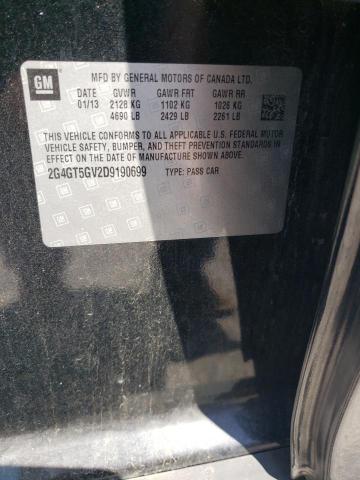 GM
MFD BY GENERAL MOTORS OF CANADA LTD.
DATE GVWR GAWR FRT GAWR RR
01/13 2128 KG 1102 KG 1026 KG
4690 LB 2429 LB 2261 LB
THIS VEHICLE CONFORMS TO ALL APPLICABLE U.S. FEDERAL MOTOR
VEHICLE SAFETY, BUMPER, AND THEFT PREVENTION STANDARDS
IN EFFECT ON THE DATE OF MANUFACTURE SHOWN ABOVE.
2G4GT5GV2D9190699 TYPE: PASS CAR